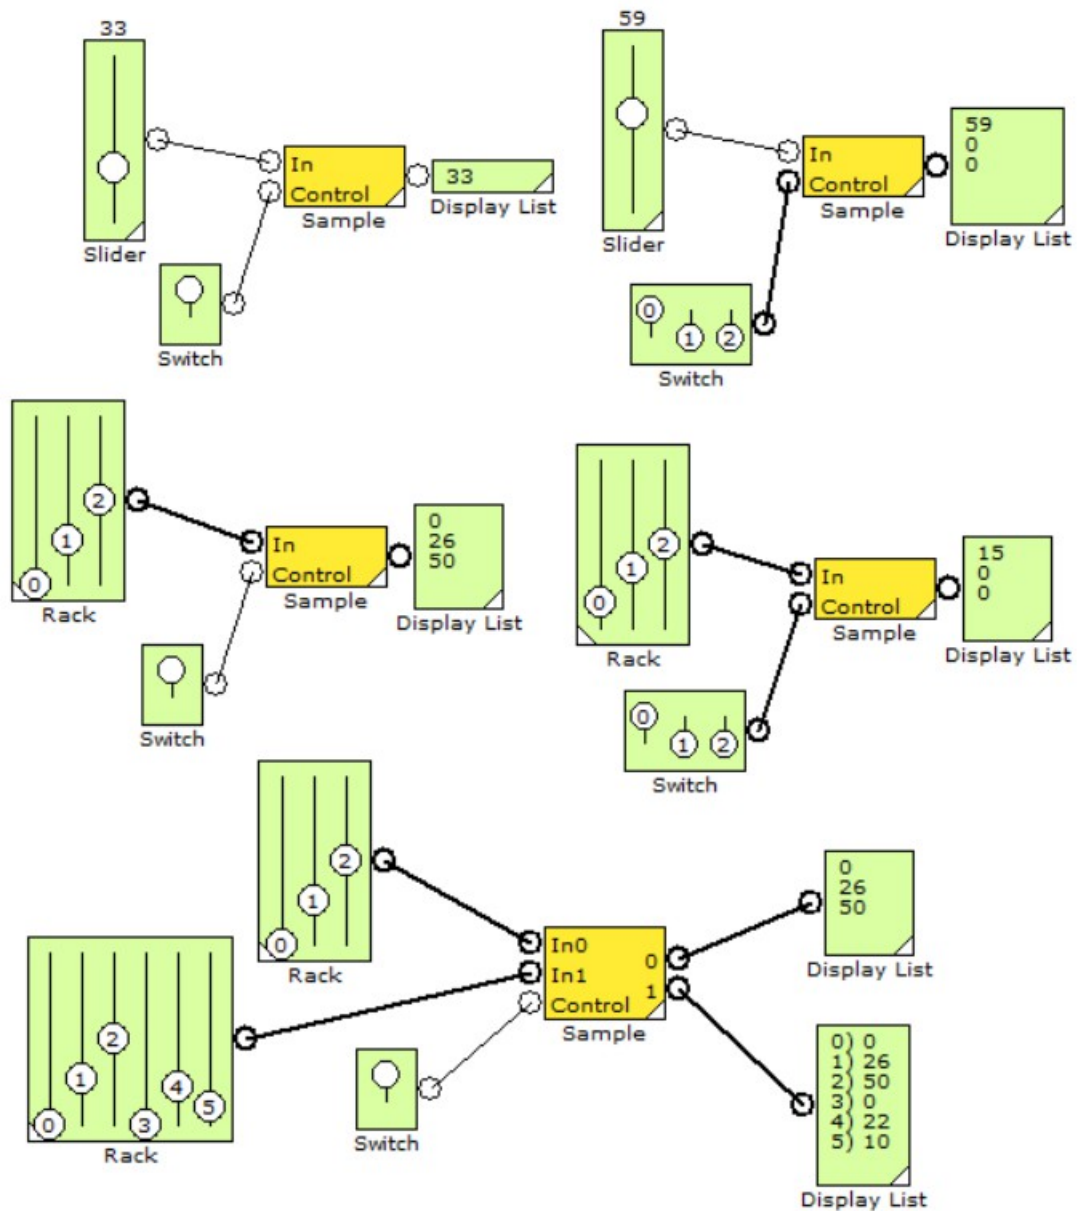 33
In
Control
Sample
33
Display List
Slider
Switch
59
In
Control
Sample
59
0
0
Display List
Slider
0
1
2
Switch
0
1
2
Rack
In
Control
Sample
0
26
50
Display List
Switch
0
1
2
Rack
In
Control
Sample
15
0
0
Display List
0
1
2
Switch
0
1
2
Rack
0
1
2
3
4
5
Rack
In0
In1
Control
0
1
Sample
Switch
0
26
50
Display List
0) 0
1) 26
2) 50
3) 0
4) 22
5) 10
Display List